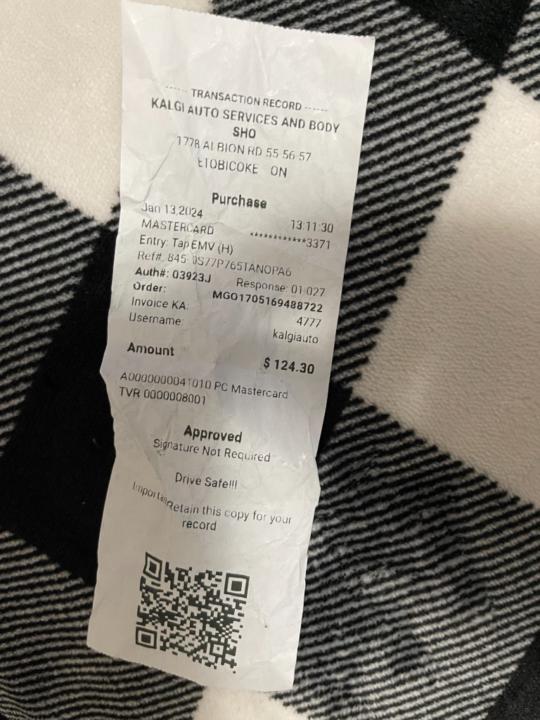 ------ TRANSACTION RECORD ------
KALGI AUTO SERVICES AND BODY
SHO
1778 ALBION RD 55 56 57
ETOBICOKE ON
Purchase
Jan 13,2024 13:11:30
MASTERCARD ************3371
Entry: Tap EMV (H)
Ref#: 845-0S77P7651ANOPA6
Auth#: 03923J Response: 01-027
Order: MGO1705169488722
Invoice KA: 4777
Username: kalgiauto
Amount $ 124.30
A0000000041010 PC Mastercard
TVR 0000008001
Approved
Signature Not Required
Drive Safe!!!
Retain this copy for your
record